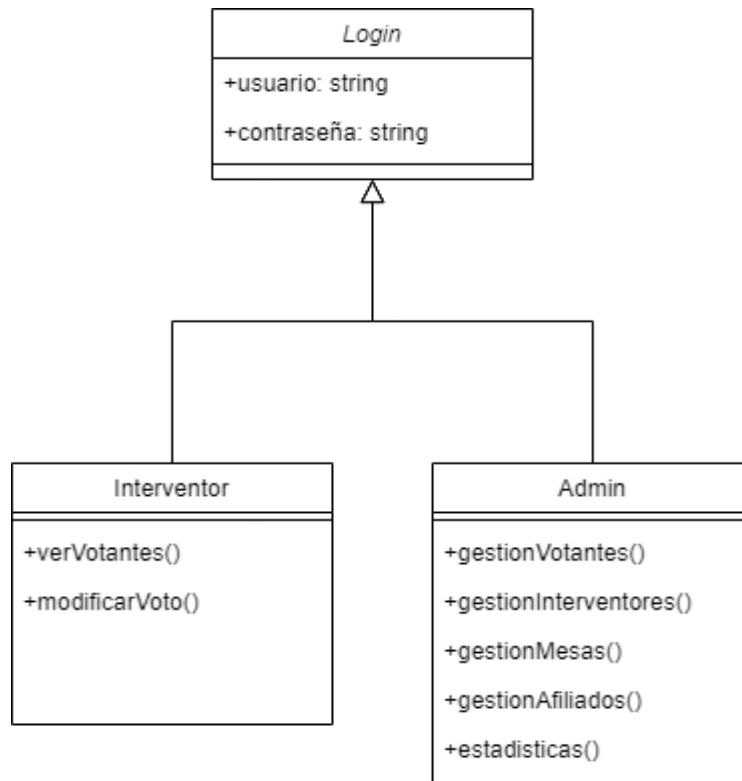 Login
+usuario: string
+contraseña: string
Interventor
+verVotantes()
+modificarVoto()
Admin
+gestionVotantes()
+gestionInterventores()
+gestionMesas()
+gestionAfiliados()
+estadisticas()